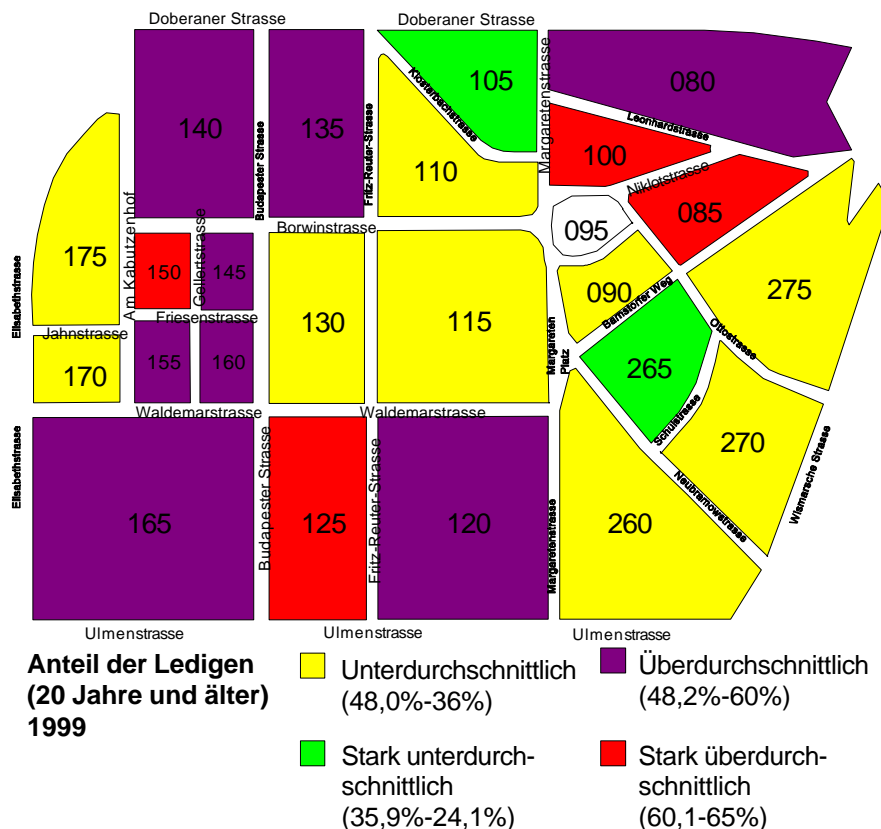 Doberaner Strasse
Doberaner Strasse
Klosterbachstrasse
105
Margaretenstrasse
080
Leonhardstrasse
140
Budapester Strasse
135
Fritz-Reuter-Strasse
110
100
Niklotstrasse
085
Borwinstrasse
095
175
Am Kabutzenhof
150
Gellertstrasse
145
Elisabethstrasse
Friesenstrasse
Jahnstrasse
130
115
090
Barnstorfer Weg
275
Ottostrasse
Margareten
Platz
170
155
160
265
Schulstrasse
270
Waldemarstrasse
Waldemarstrasse
Elisabethstrasse
165
Budapester Strasse
125
Fritz-Reuter-Strasse
120
Margaretenstrasse
260
Neubramowstrasse
Wismarsche Strasse
Ulmenstrasse
Ulmenstrasse
Ulmenstrasse
Anteil der Ledigen
(20 Jahre und älter)
1999
Unterdurchschnittlich
(48,0%-36%)
Überdurchschnittlich
(48,2%-60%)
Stark unterdurch-
schnittlich
(35,9%-24,1%)
Stark überdurch-
schnittlich
(60,1-65%)